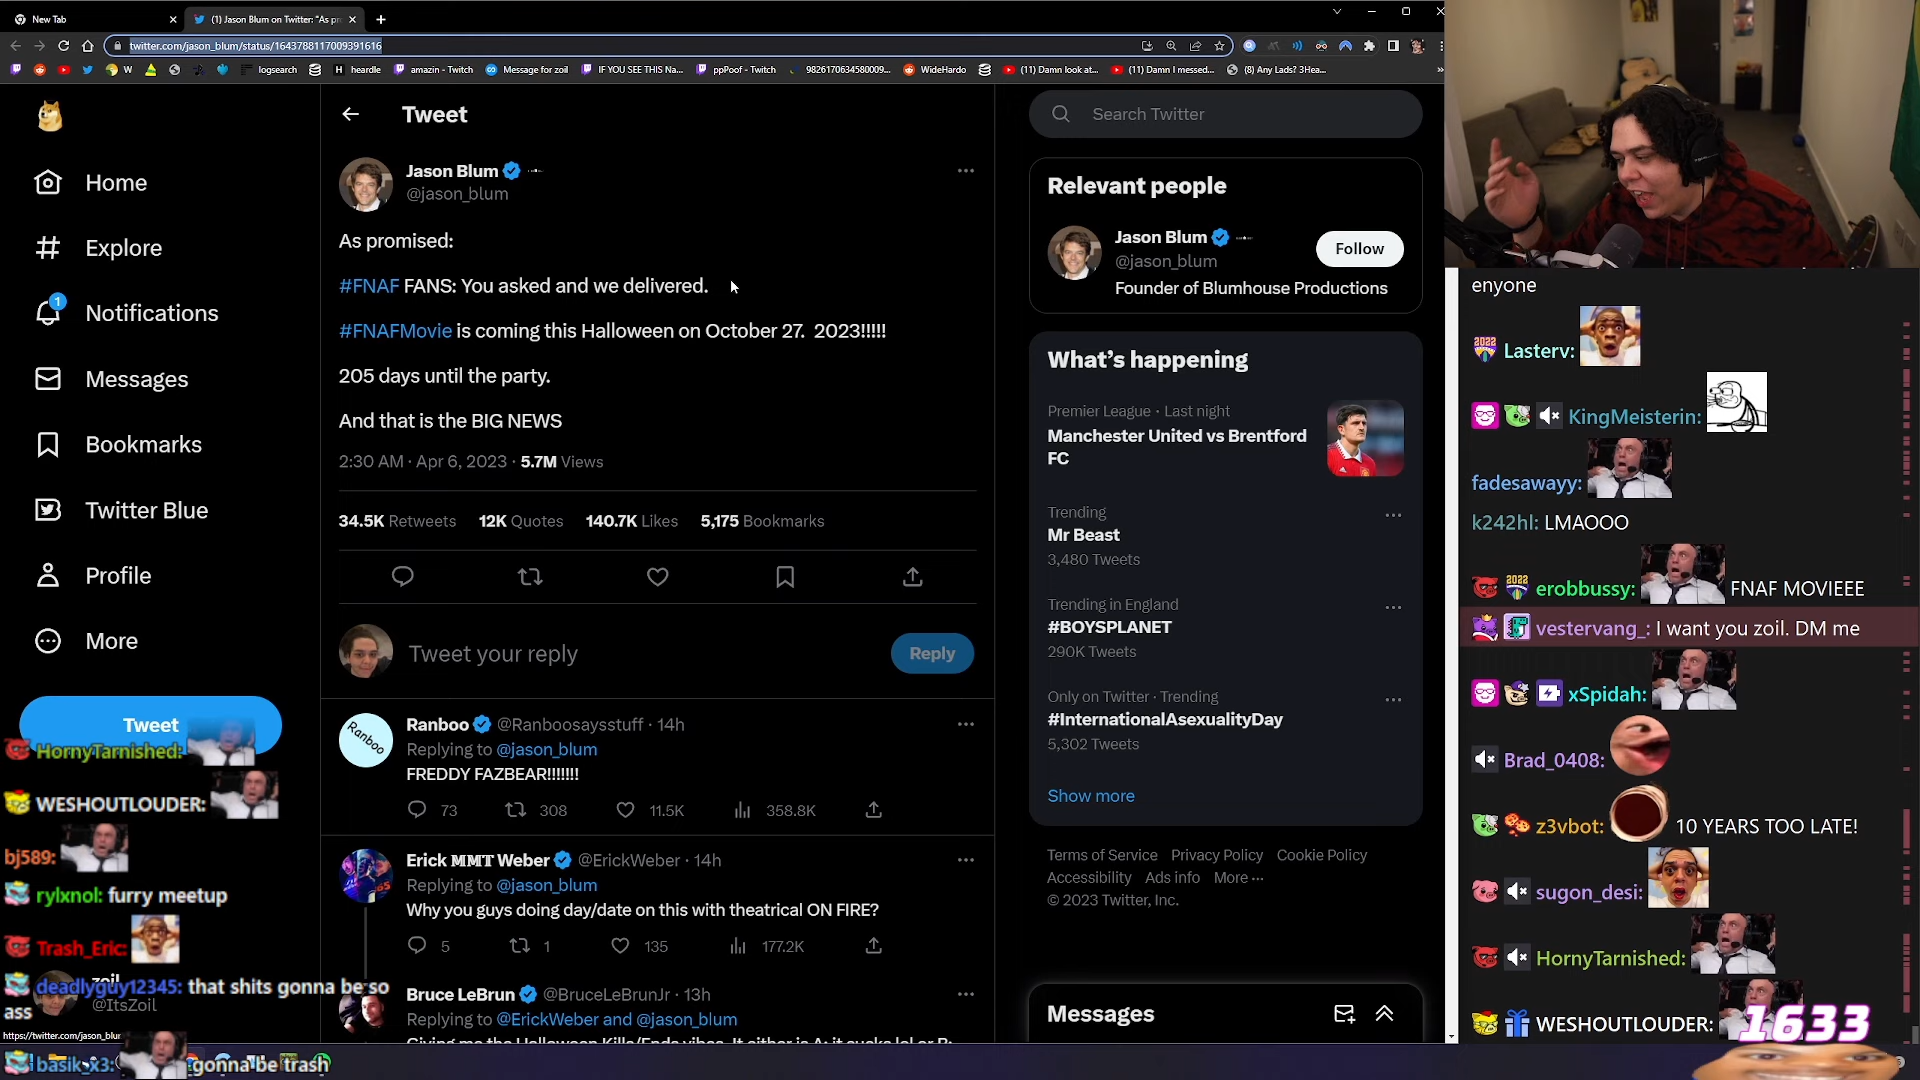 New Tab
(1) Jason Blum on Twitter: "As pr
twitter.com/jason_blum/status/1643788117009391616
W
logsearch
heardle
amazin - Twitch
Message for zoil
IF YOU SEE THIS Na...
ppPoof - Twitch
9826170634580009...
WideHardo
(11) Damn look at...
(11) Damn I messed...
(8) Any Lads? 3Hea...
Home
Explore
1
Notifications
Messages
Bookmarks
Twitter Blue
Profile
More
Tweet
Tweet
Jason Blum
@jason_blum
As promised:
#FNAF FANS: You asked and we delivered.
#FNAFMovie is coming this Halloween on October 27.  2023!!!!!
205 days until the party.
And that is the BIG NEWS
2:30 AM · Apr 6, 2023 · 5.7M Views
34.5K Retweets 12K Quotes 140.7K Likes 5,175 Bookmarks
Tweet your reply
Reply
Ranboo
Ranboo @Ranboosaysstuff · 14h
Replying to @jason_blum
FREDDY FAZBEAR!!!!!!!
73 308 11.5K 358.8K
Erick MMT Weber @ErickWeber · 14h
Replying to @jason_blum
Why you guys doing day/date on this with theatrical ON FIRE?
5 1 135 177.2K
Bruce LeBrun @BruceLeBrunJr · 13h
Replying to @ErickWeber and @jason_blum
Giving me the Halloween Kills/Ends vibes. It either is A: it sucks lol or B:
Search Twitter
Relevant people
Jason Blum
@jason_blum
Follow
Founder of Blumhouse Productions
What's happening
Premier League · Last night
Manchester United vs Brentford
FC
Trending
Mr Beast
3,480 Tweets
Trending in England
#BOYSPLANET
290K Tweets
Only on Twitter · Trending
#InternationalAsexualityDay
5,302 Tweets
Show more
Terms of Service Privacy Policy Cookie Policy
Accessibility Ads info More ...
© 2023 Twitter, Inc.
Messages
HornyTarnished:
WESHOUTLOUDER:
bj589:
rylxnol: furry meetup
Trash_Eric:
zoil
@ItsZoil
deadlyguy12345: that shits gonna be so
ass
https://twitter.com/jason_blum
basik_x3: gonna be trash
enyone
2022 Lasterv:
KingMeisterin:
fadesawayy:
k242hl: LMAOOO
2022 erobbussy: FNAF MOVIEEE
vestervang_: I want you zoil. DM me
xSpidah:
Brad_0408:
z3vbot: 10 YEARS TOO LATE!
sugon_desi:
HornyTarnished:
WESHOUTLOUDER:
1633